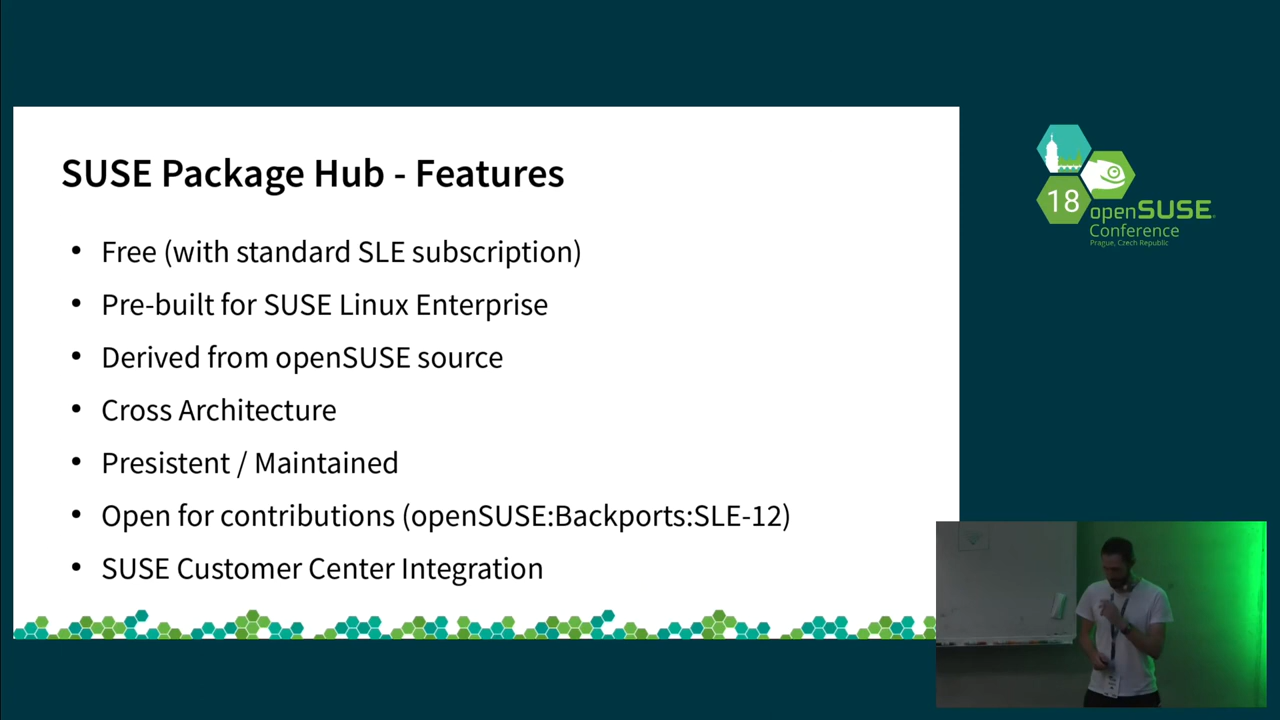 SUSE Package Hub - Features
• Free (with standard SLE subscription)
• Pre-built for SUSE Linux Enterprise
• Derived from openSUSE source
• Cross Architecture
• Presistent / Maintained
• Open for contributions (openSUSE:Backports:SLE-12)
• SUSE Customer Center Integration
18
openSUSE
Conference
Prague, Czech Republic